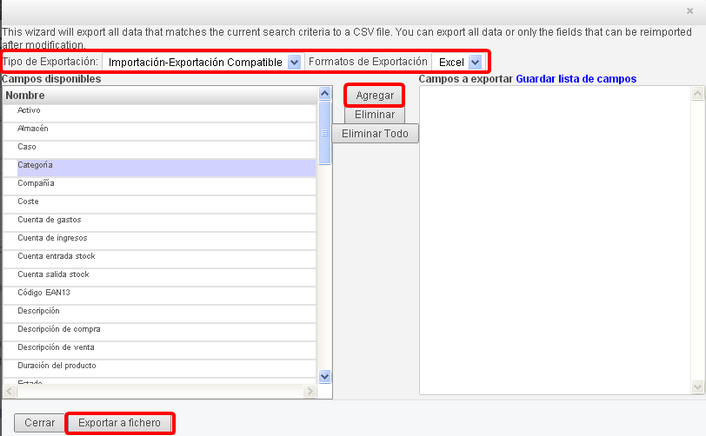 This wizard will export all data that matches the current search criteria to a CSV file. You can export all data or only the fields that can be reimported
after modification.
Tipo de Exportación: Importación-Exportación Compatible Formatos de Exportación Excel
Campos disponibles
Campos a exportar Guardar lista de campos
Nombre
Activo
Almacén
Caso
Categoría
Compañía
Coste
Cuenta de gastos
Cuenta de ingresos
Cuenta entrada stock
Cuenta salida stock
Código EAN13
Descripción
Descripción de compra
Descripción de venta
Duración del producto
Estado
Agregar
Eliminar
Eliminar Todo
Cerrar
Exportar a fichero